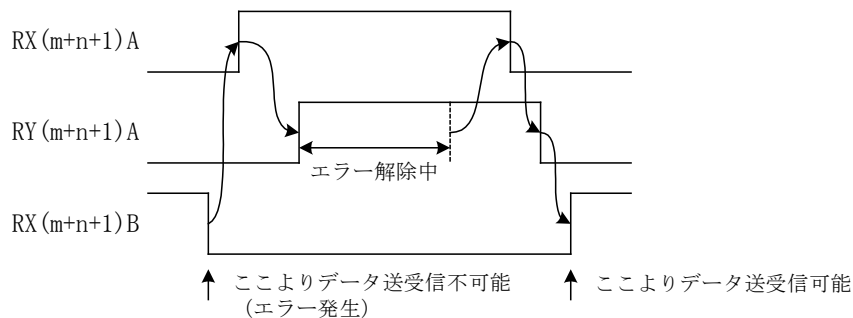 RX(m+n+1)A
RY(m+n+1)A
エラー解除中
RX(m+n+1)B
ここよりデータ送受信不可能
(エラー発生)
ここよりデータ送受信可能